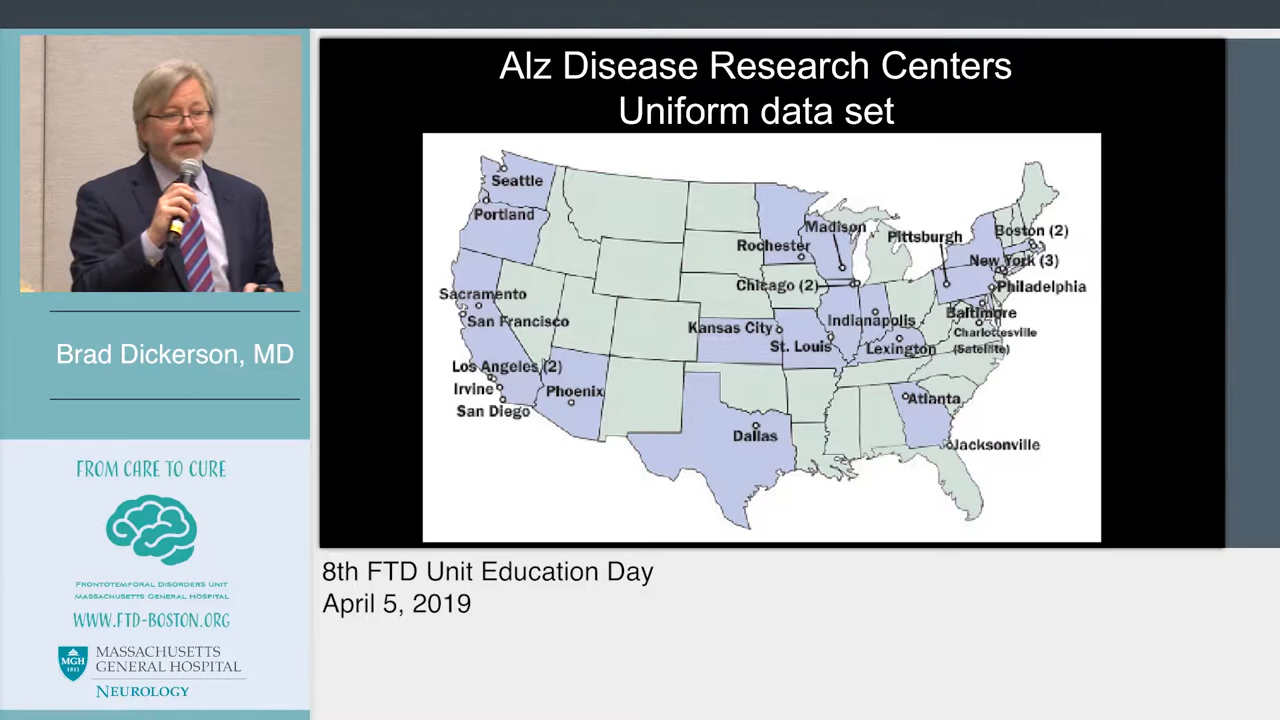 Alz Disease Research Centers
Uniform data set
Seattle
Portland
Sacramento
San Francisco
Los Angeles (2)
Irvine
San Diego
Phoenix
Dallas
Kansas City
St. Louis
Rochester
Madison
Chicago (2)
Indianapolis
Lexington
Pittsburgh
Boston (2)
New York (3)
Philadelphia
Baltimore
Charlottesville
(Satellite)
Atlanta
Jacksonville
Brad Dickerson, MD
FROM CARE TO CURE
FRONTOTEMPORAL DISORDERS UNIT
MASSACHUSETTS GENERAL HOSPITAL
WWW.FTD-BOSTON.ORG
MGH
1811
MASSACHUSETTS
GENERAL HOSPITAL
NEUROLOGY
8th FTD Unit Education Day
April 5, 2019